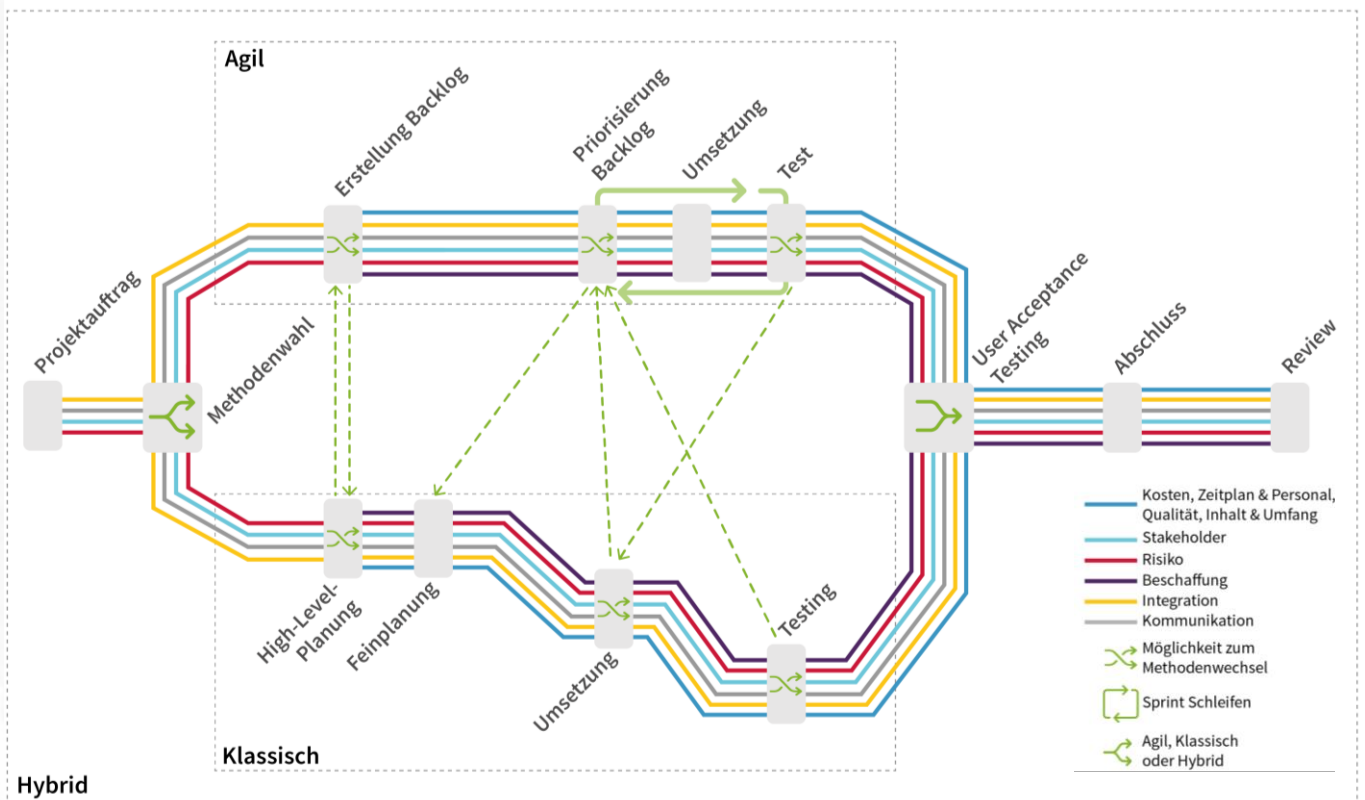 Agil
Erstellung Backlog
Priorisierung
Backlog
Umsetzung
Test
Projektauftrag
Methodenwahl
User Acceptance
Testing
Abschluss
Review
High-Level-
Planung
Feinplanung
Umsetzung
Testing
Klassisch
Hybrid
Kosten, Zeitplan & Personal,
Qualität, Inhalt & Umfang
Stakeholder
Risiko
Beschaffung
Integration
Kommunikation
Möglichkeit zum
Methodenwechsel
Sprint Schleifen
Agil, Klassisch
oder Hybrid